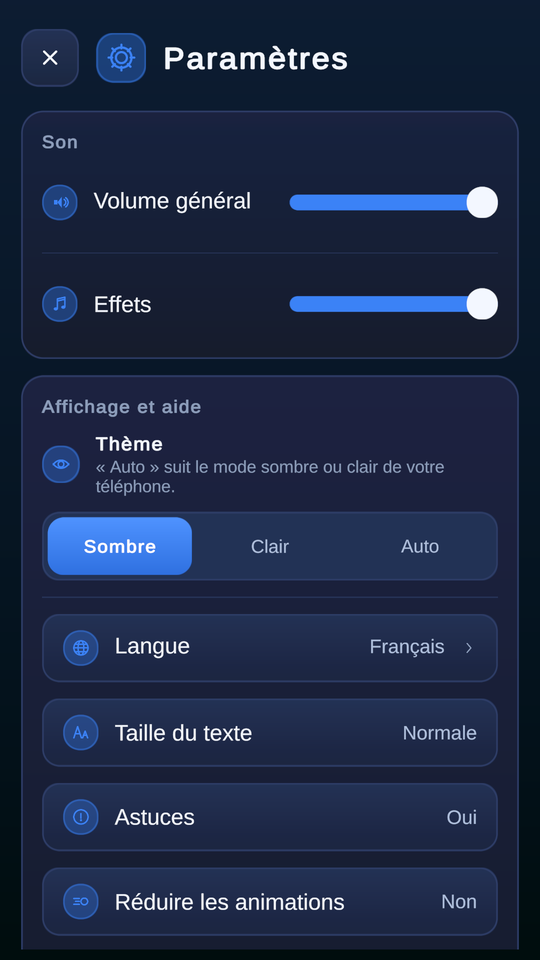 Paramètres
Son
Volume général
Effets
Affichage et aide
Thème
« Auto » suit le mode sombre ou clair de votre
téléphone.
Sombre Clair Auto
Langue Français
Taille du texte Normale
Astuces Oui
Réduire les animations Non